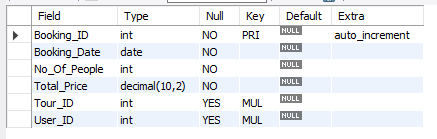 Field Type Null Key Default Extra
Booking_ID int NO PRI NULL auto_increment
Booking_Date date NO NULL
No_Of_People int NO NULL
Total_Price decimal(10,2) NO NULL
Tour_ID int YES MUL NULL
User_ID int YES MUL NULL